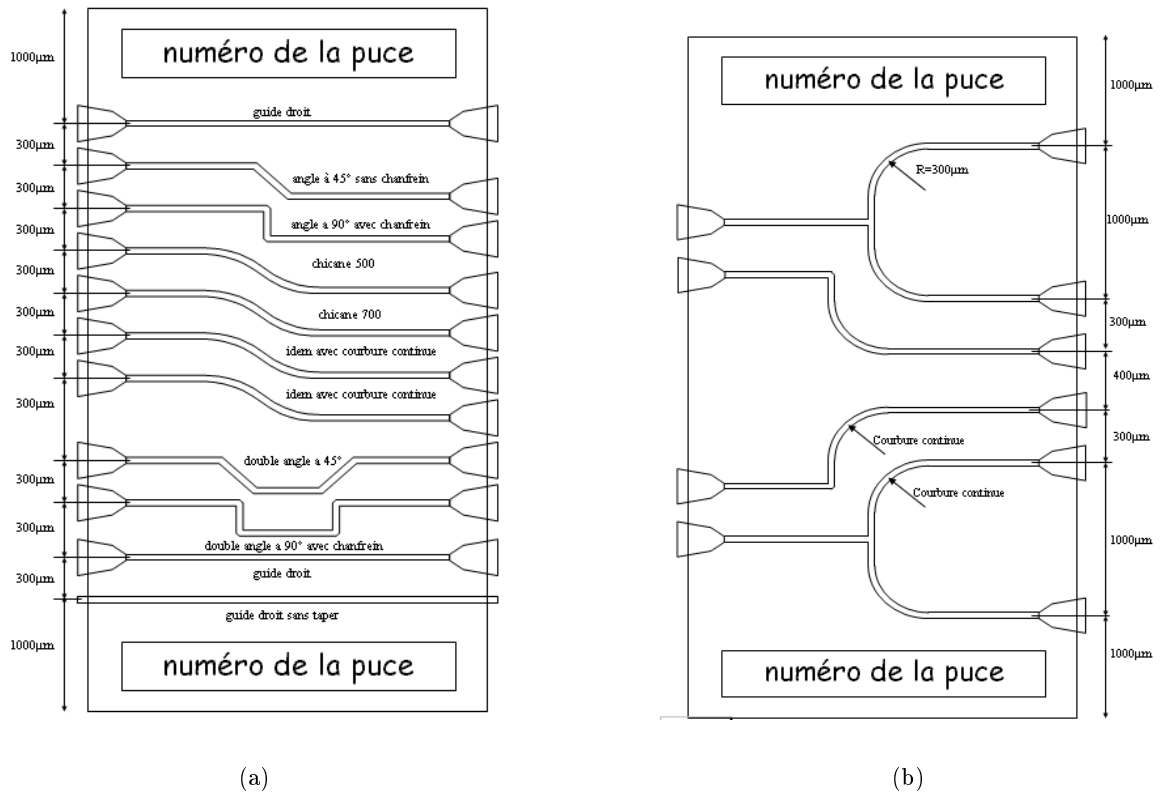 numéro de la puce
1000µm
guide droit
300µm
angle à 45° sans chanfrein
300µm
angle a 90° avec chanfrein
300µm
chicane 500
300µm
chicane 700
300µm
idem avec courbure continue
300µm
idem avec courbure continue
300µm
double angle a 45°
300µm
300µm
double angle a 90° avec chanfrein
guide droit
300µm
guide droit sans taper
1000µm
numéro de la puce
(a)
numéro de la puce
1000µm
R=300µm
1000µm
300µm
400µm
Courbure continue
300µm
Courbure continue
1000µm
1000µm
numéro de la puce
(b)